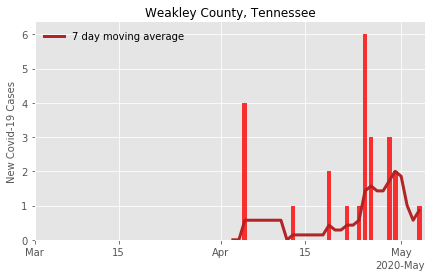 Weakley County, Tennessee
7 day moving average
New Covid-19 Cases
6
5
4
3
2
1
0
Mar
15
Apr
15
May
2020-May